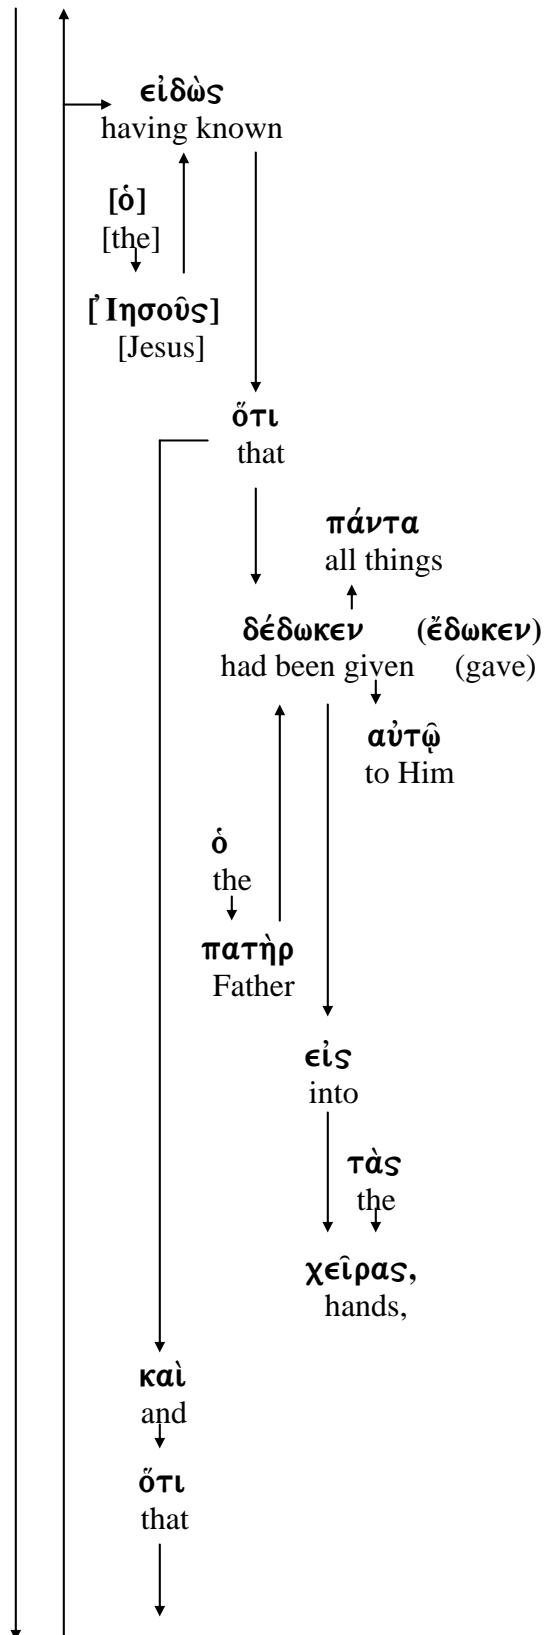 εἰδὼς
having known
[ὁ]
[the]
[Ἰησοῦς]
[Jesus]
ὅτι
that
πάντα
all things
δέδωκεν (ἔδωκεν)
had been given (gave)
αὐτῷ
to Him
ὁ
the
πατὴρ
Father
εἰς
into
τὰς
the
χεῖρας,
hands,
καὶ
and
ὅτι
that